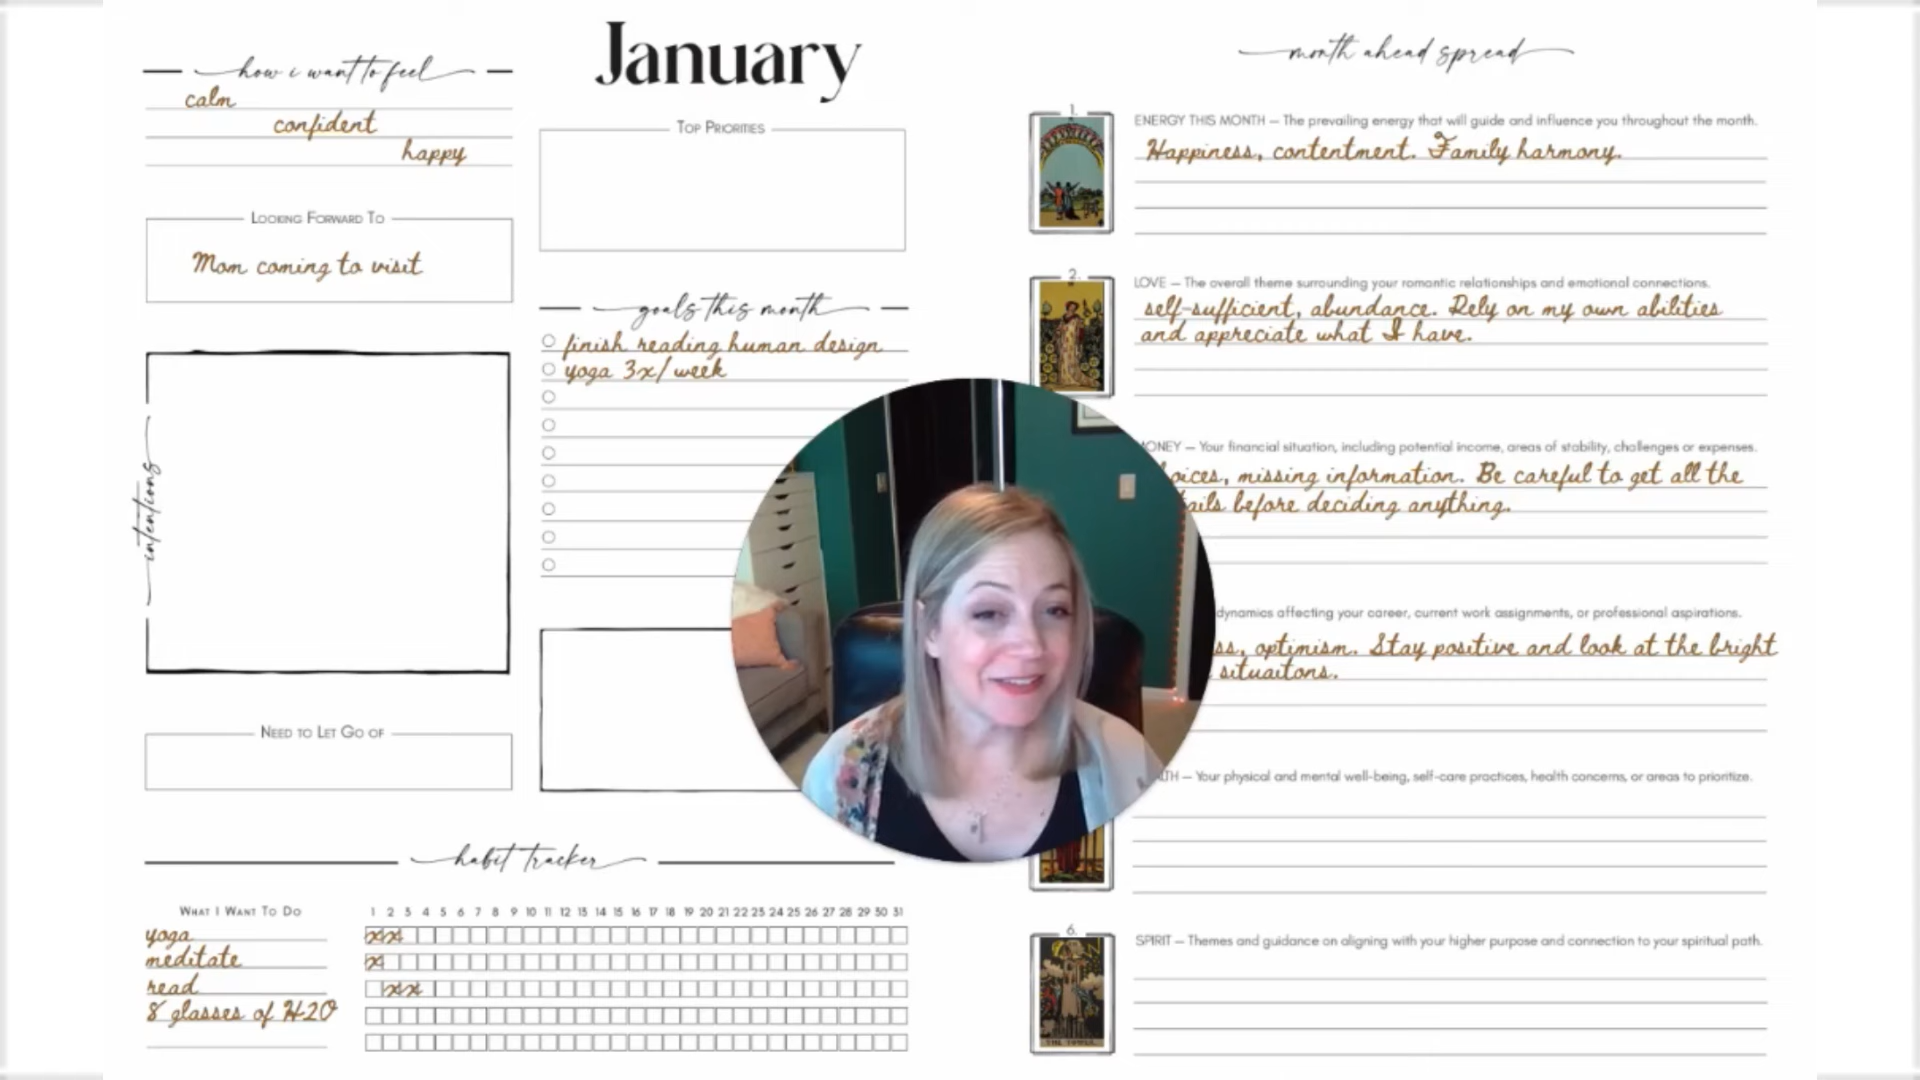 how i want to feel
calm
confident
happy
Looking Forward To
Mom coming to visit
intentions
Need to Let Go of
January
Top Priorities
goals this month
finish reading human design
yoga 3x/week
habit tracker
What I Want To Do
1 2 3 4 5 6 7 8 9 10 11 12 13 14 15 16 17 18 19 20 21 22 23 24 25 26 27 28 29 30 31
yoga xx
meditate x
read xx
8 glasses of H2O
month ahead spread
1.
ENERGY THIS MONTH — The prevailing energy that will guide and influence you throughout the month.
Happiness, contentment. Family harmony.
2.
LOVE — The overall theme surrounding your romantic relationships and emotional connections.
self-sufficient, abundance. Rely on my own abilities
and appreciate what I have.
— Your financial situation, including potential income, areas of stability, challenges or expenses.
missing information. Be careful to get all the
before deciding anything.
dynamics affecting your career, current work assignments, or professional aspirations.
optimism. Stay positive and look at the bright
situaitons.
— Your physical and mental well-being, self-care practices, health concerns, or areas to prioritize.
6.
SPIRIT — Themes and guidance on aligning with your higher purpose and connection to your spiritual path.
THE TOWER.